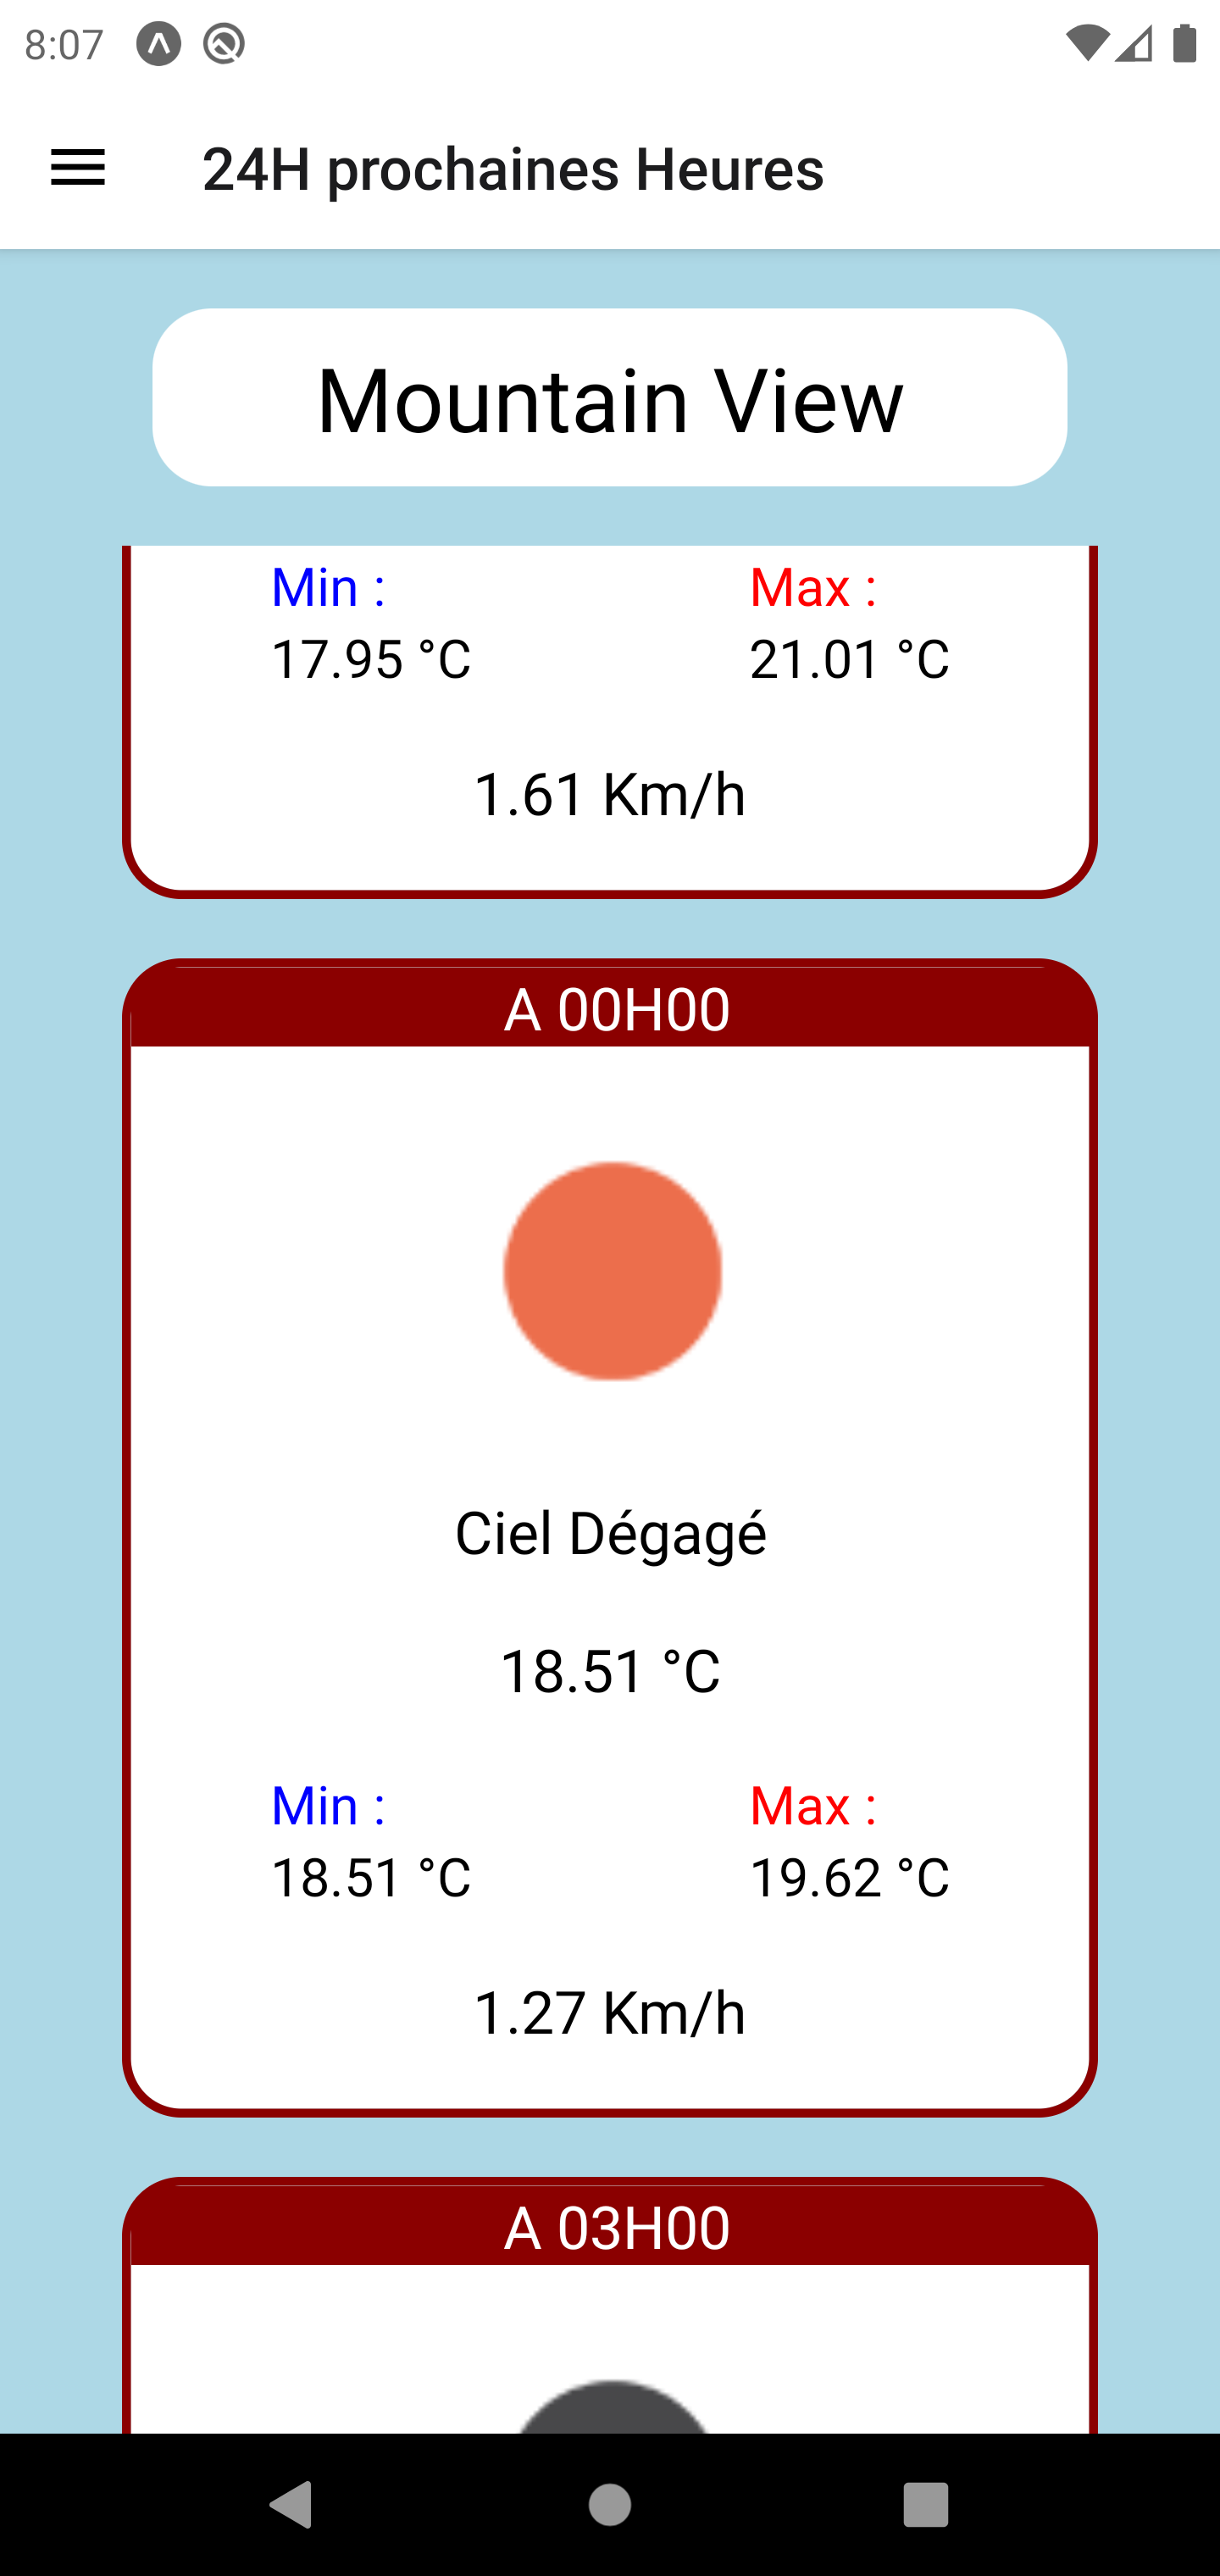 8:07
24H prochaines Heures
Mountain View
Min : Max :
17.95 °C 21.01 °C
1.61 Km/h
A 00H00
Ciel Dégagé
18.51 °C
Min : Max :
18.51 °C 19.62 °C
1.27 Km/h
A 03H00